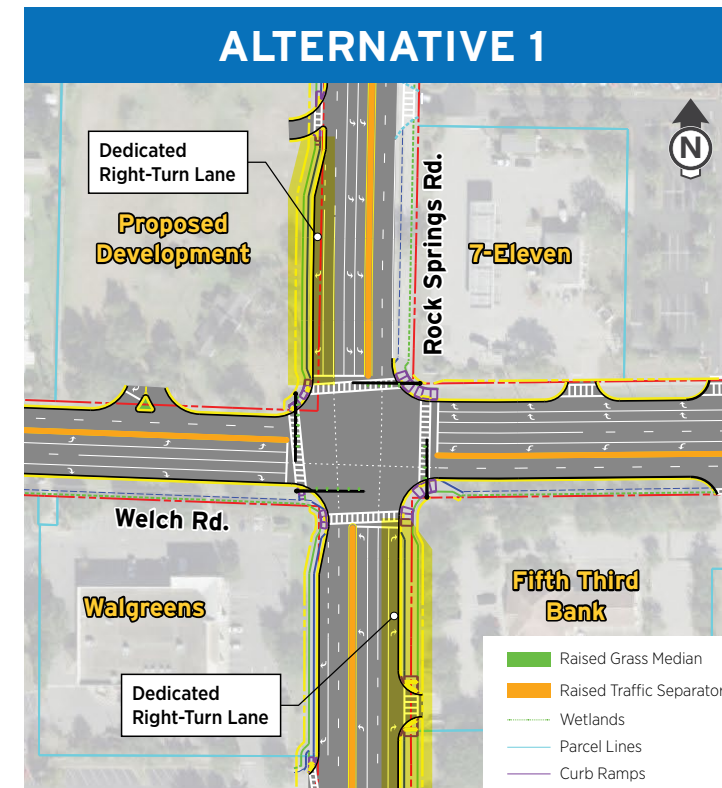 ALTERNATIVE 1
N
Dedicated
Right-Turn Lane
Proposed
Development
Rock Springs Rd.
7-Eleven
Welch Rd.
Walgreens
Fifth Third
Bank
Dedicated
Right-Turn Lane
Raised Grass Median
Raised Traffic Separator
Wetlands
Parcel Lines
Curb Ramps